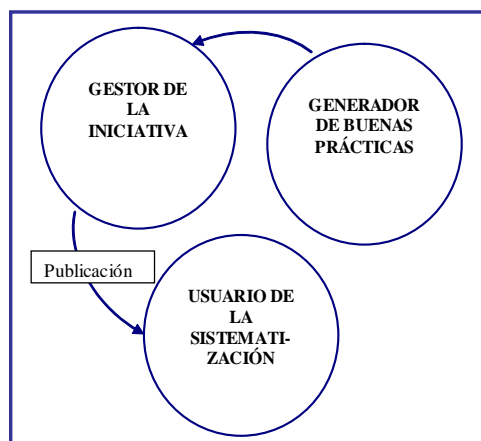 GESTOR DE
LA
INICIATIVA
GENERADOR
DE BUENAS
PRÁCTICAS
Publicación
USUARIO DE
LA
SISTEMATI-
ZACIÓN